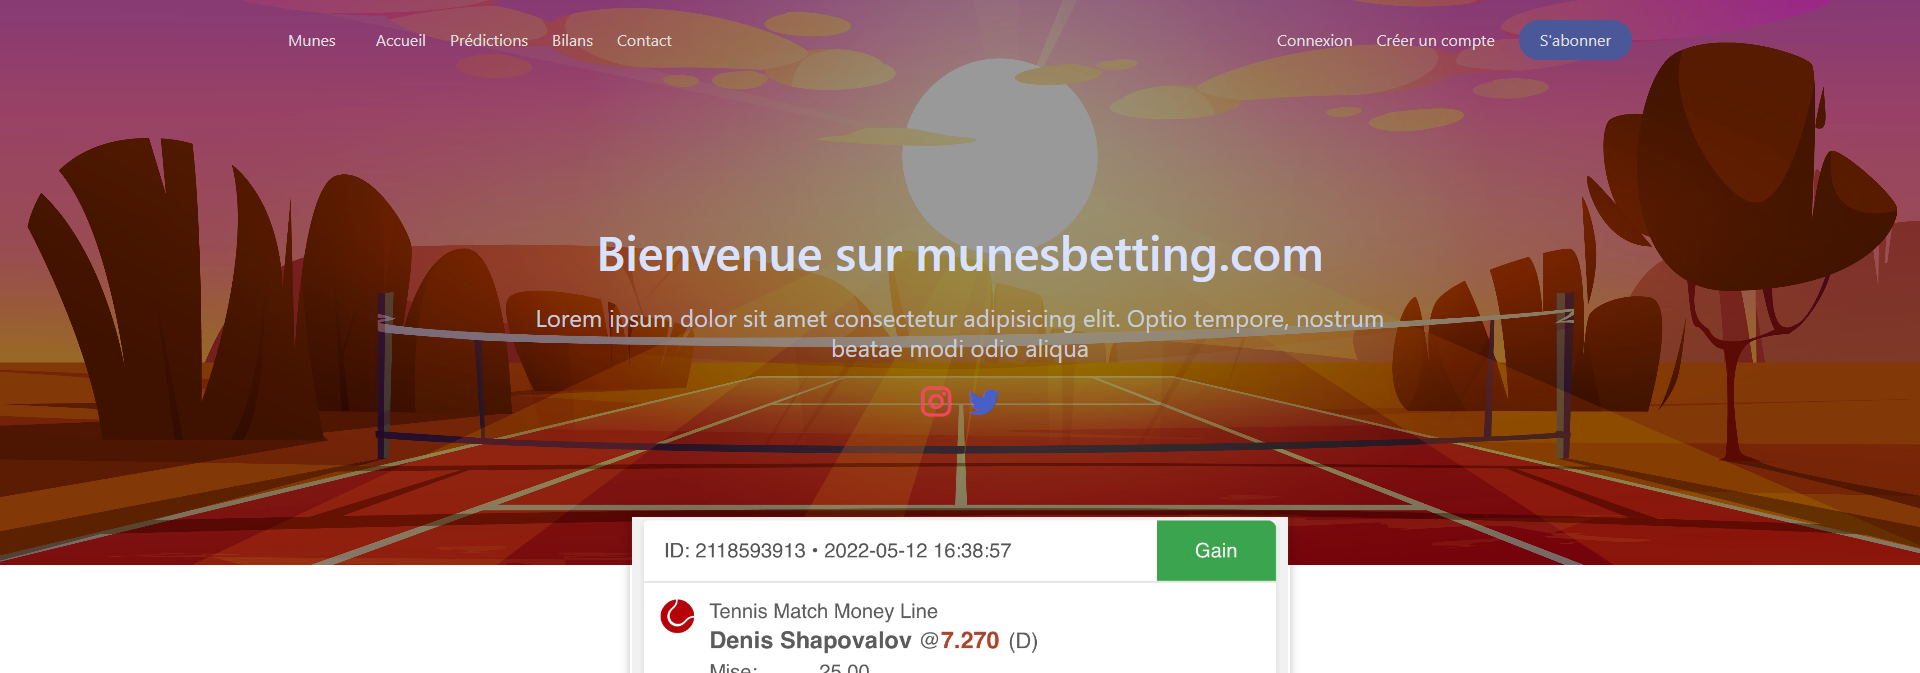 Munes Accueil Prédictions Bilans Contact Connexion Créer un compte S'abonner
Bienvenue sur munesbetting.com
Lorem ipsum dolor sit amet consectetur adipisicing elit. Optio tempore, nostrum
beatae modi odio aliqua
ID: 2118593913 • 2022-05-12 16:38:57 Gain
Tennis Match Money Line
Denis Shapovalov @7.270 (D)
Mise: 25.00